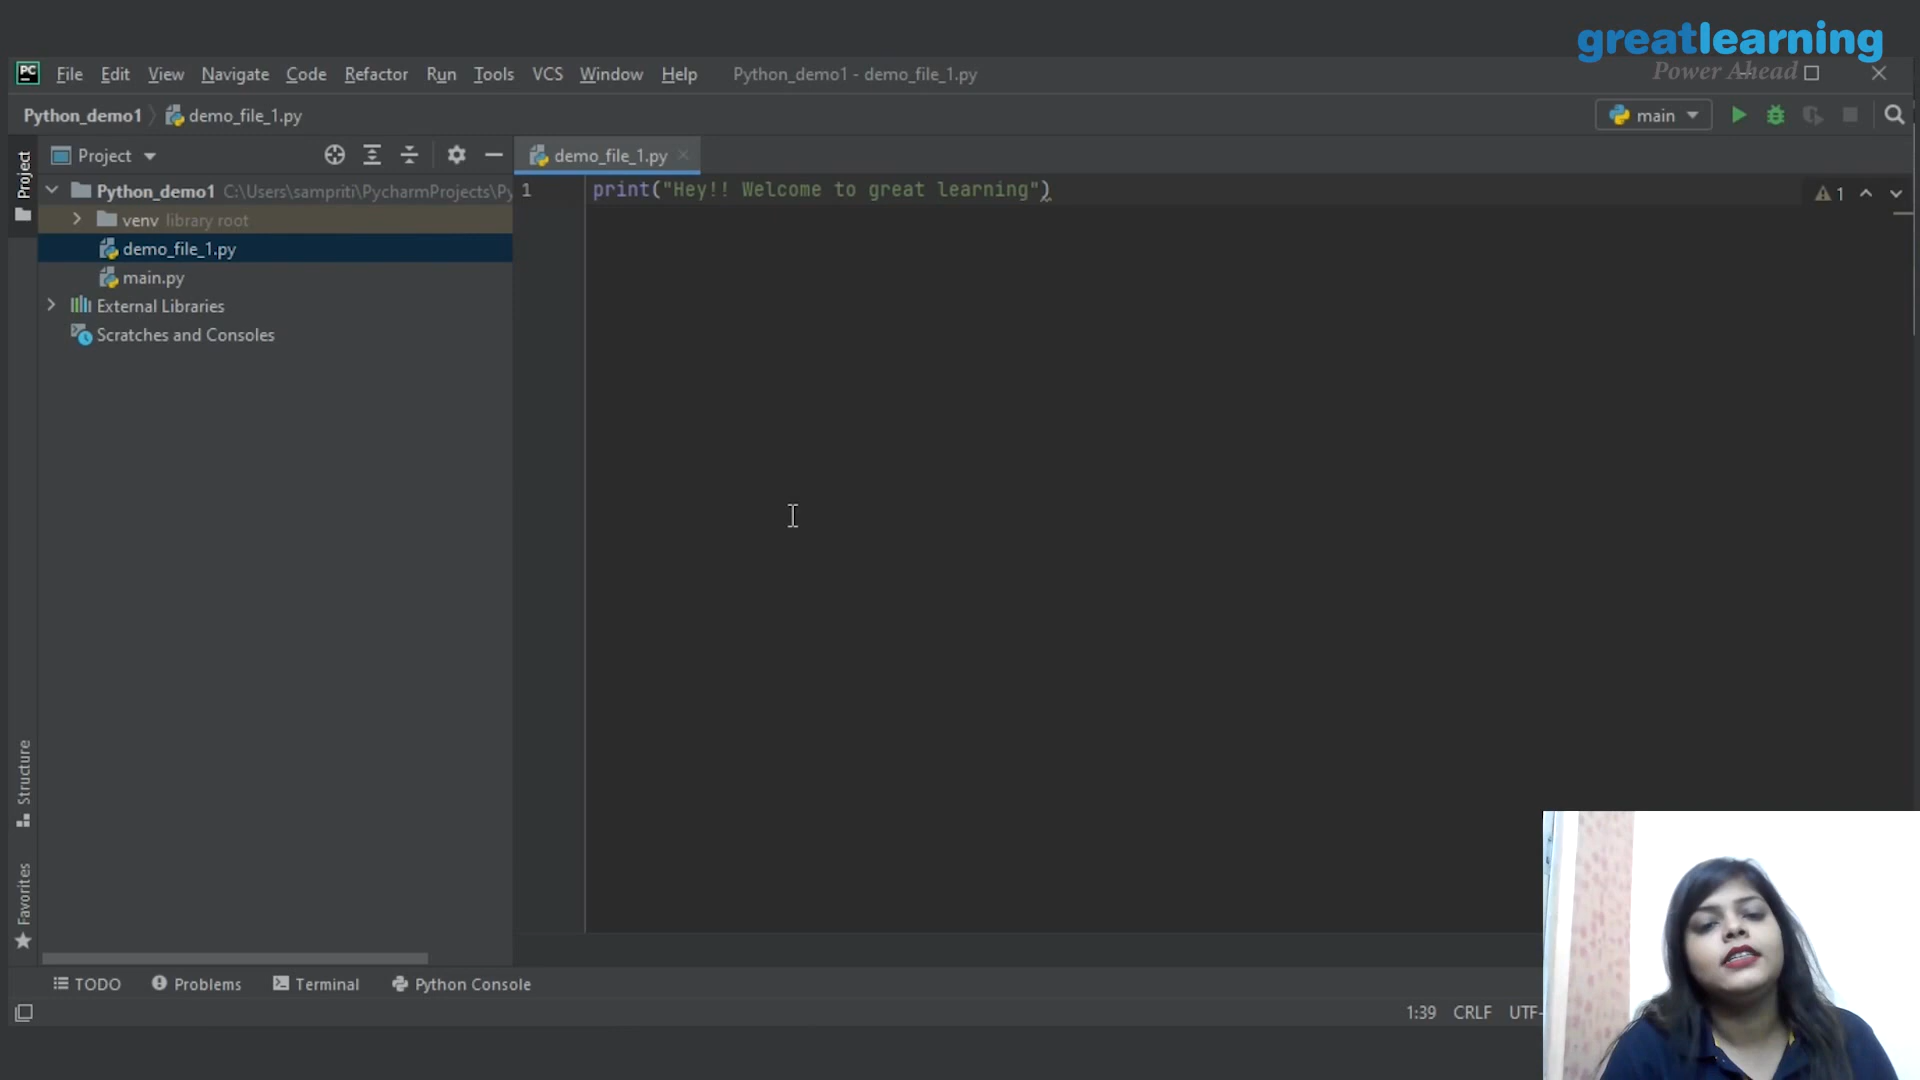 greatlearning
Power Ahead
PC File Edit View Navigate Code Refactor Run Tools VCS Window Help Python_demo1 - demo_file_1.py
Python_demo1 demo_file_1.py main
Project
Project
demo_file_1.py
Python_demo1 C:\Users\sampriti\PycharmProjects\Py
1 print("Hey!! Welcome to great learning")
1
venv library root
demo_file_1.py
main.py
External Libraries
Scratches and Consoles
Structure
Favorites
TODO Problems Terminal Python Console
1:39 CRLF UTF-